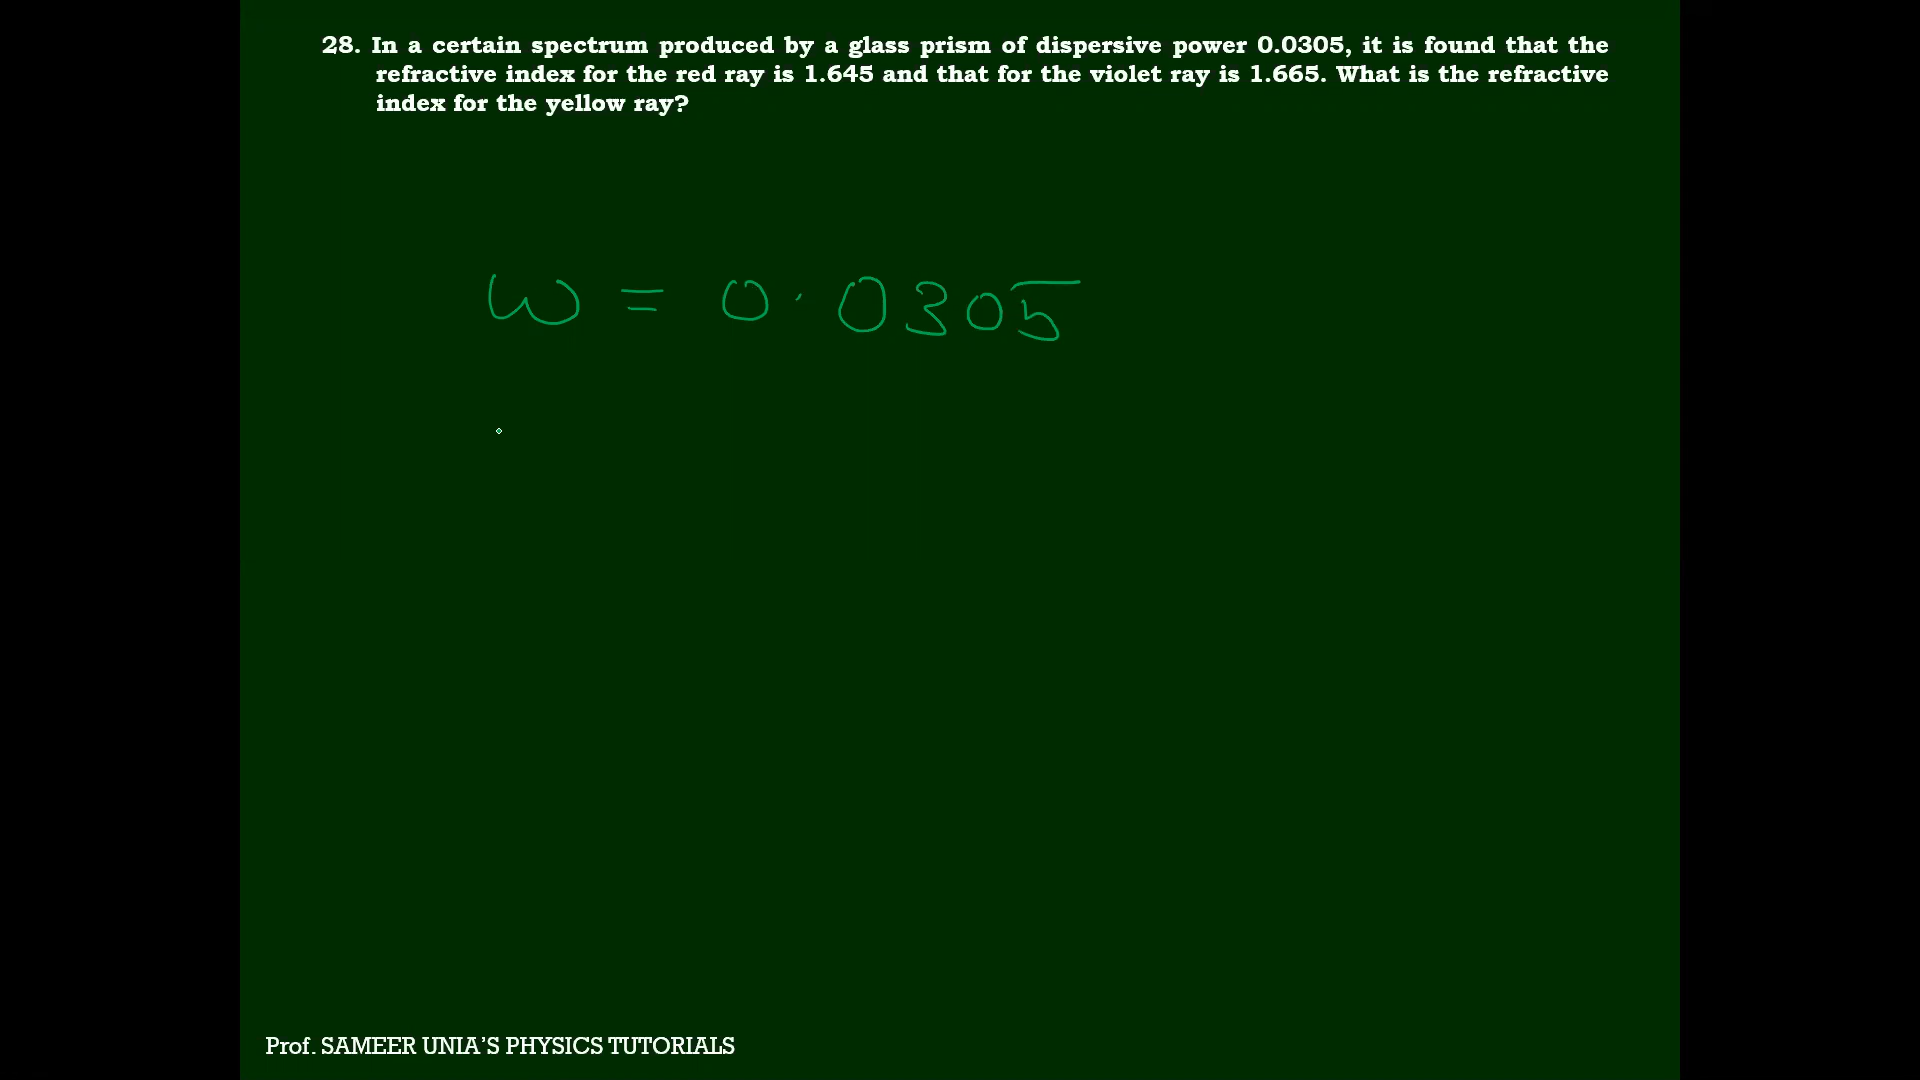 28. In a certain spectrum produced by a glass prism of dispersive power 0.0305, it is found that the
refractive index for the red ray is 1.645 and that for the violet ray is 1.665. What is the refractive
index for the yellow ray?
ω = 0.0305
Prof. SAMEER UNIA’S PHYSICS TUTORIALS